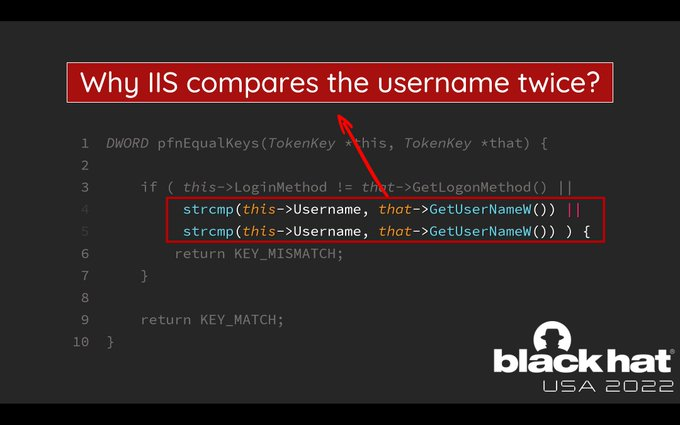 Why IIS compares the username twice?
1 DWORD pfnEqualKeys(TokenKey *this, TokenKey *that) {
2
3 if ( this->LoginMethod != that->GetLogonMethod() ||
4 strcmp(this->Username, that->GetUserNameW()) ||
5 strcmp(this->Username, that->GetUserNameW()) ) {
6 return KEY_MISMATCH;
7 }
8
9 return KEY_MATCH;
10 }
black hat®
USA 2022